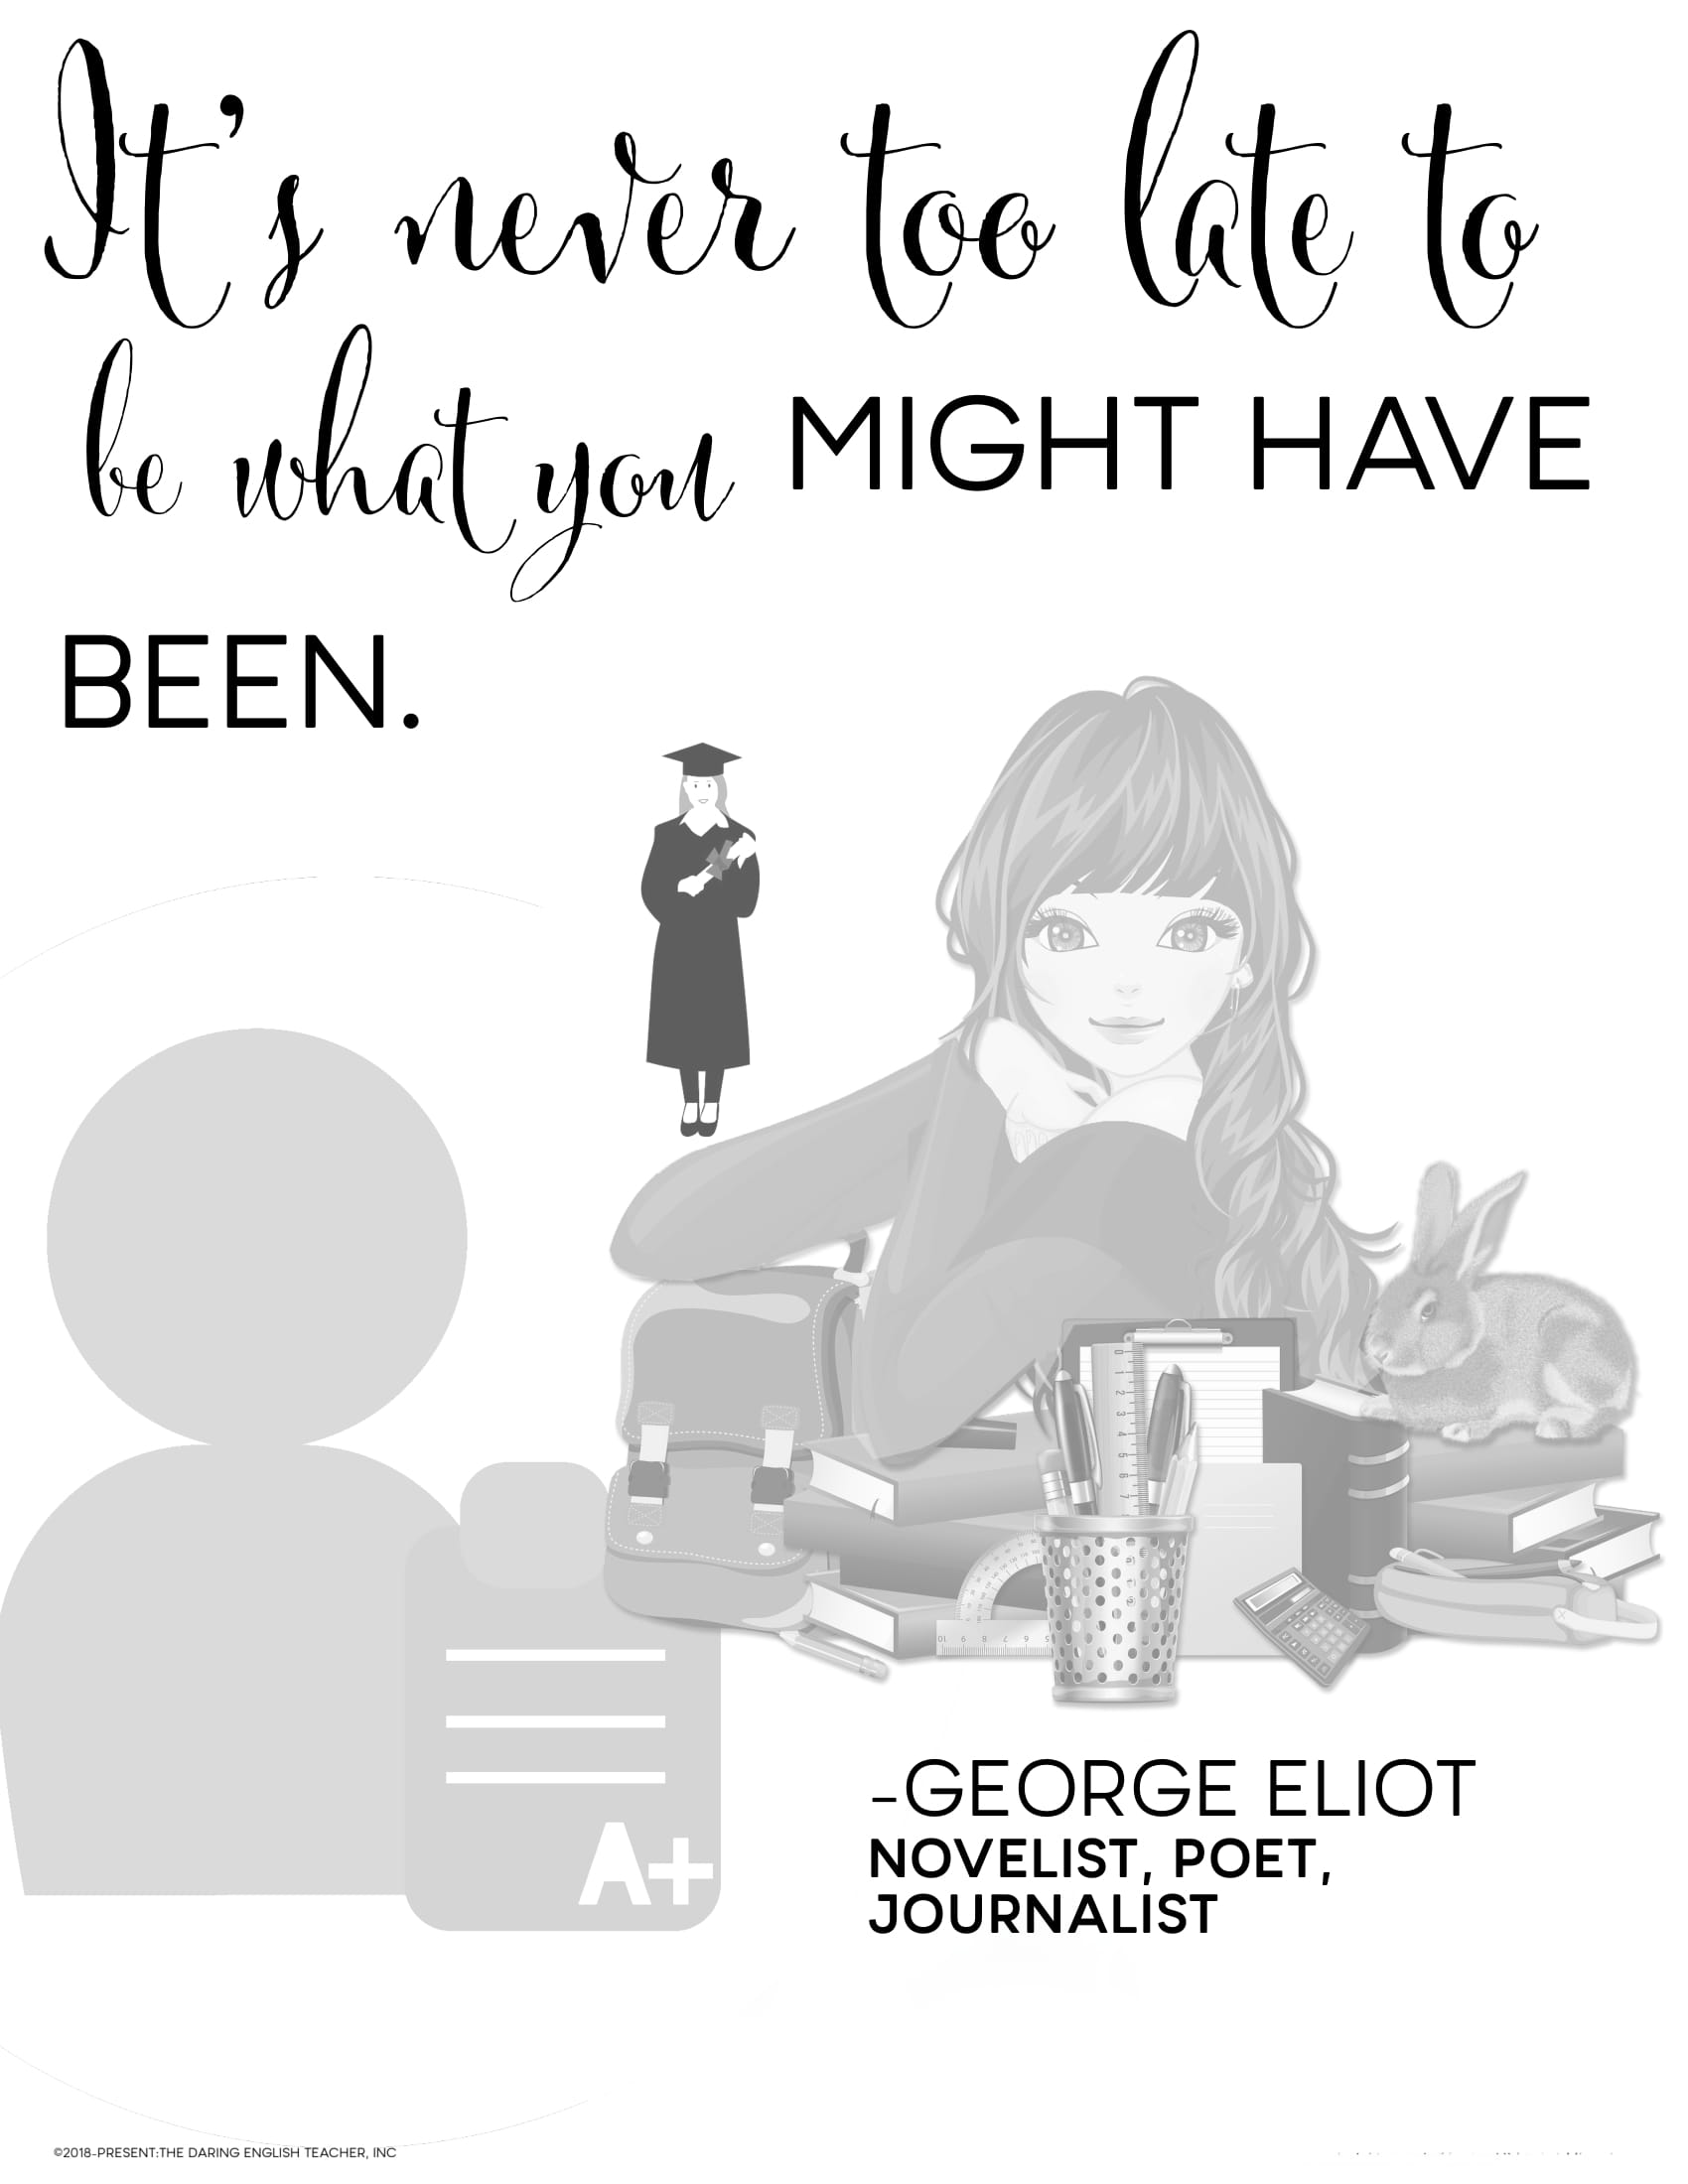 It's never too late to
be what you MIGHT HAVE
BEEN.
A+
-GEORGE ELIOT
NOVELIST, POET,
JOURNALIST
©2018-PRESENT:THE DARING ENGLISH TEACHER, INC